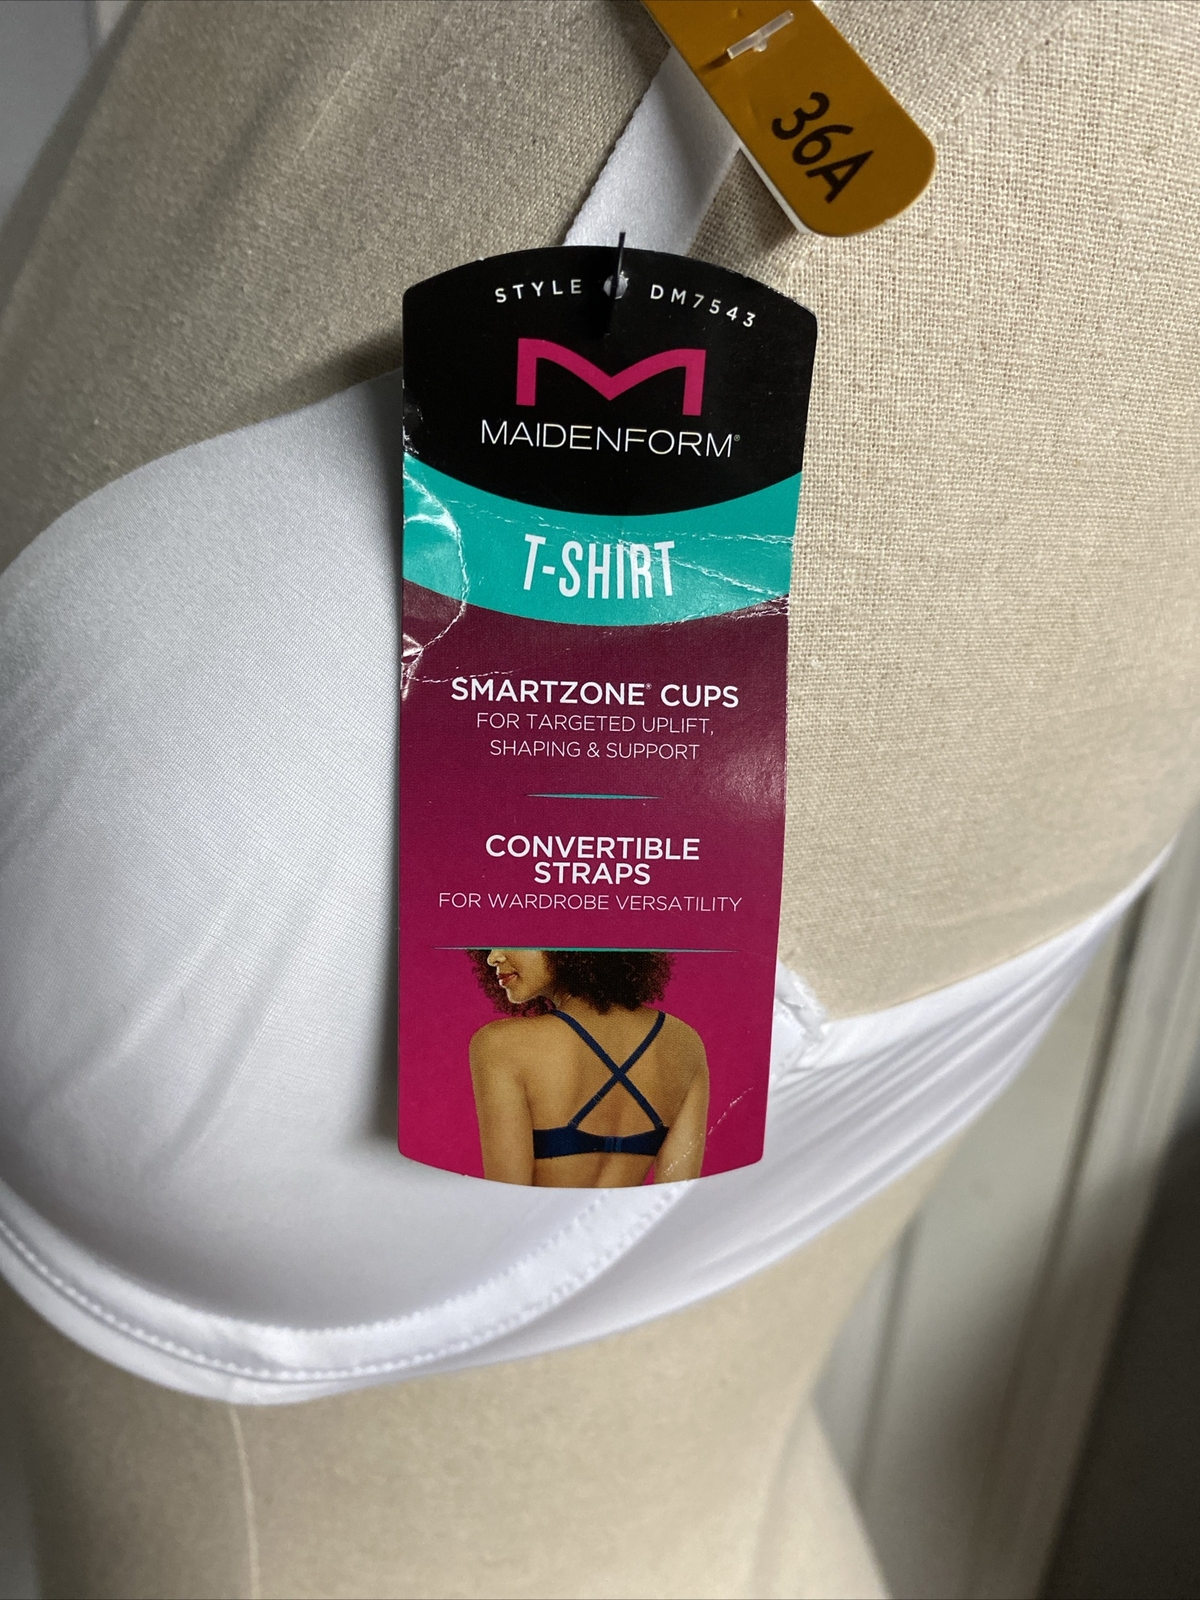 36A
STYLE DM7543
MAIDENFORM®
T-SHIRT
SMARTZONE® CUPS
FOR TARGETED UPLIFT,
SHAPING & SUPPORT
CONVERTIBLE
STRAPS
FOR WARDROBE VERSATILITY